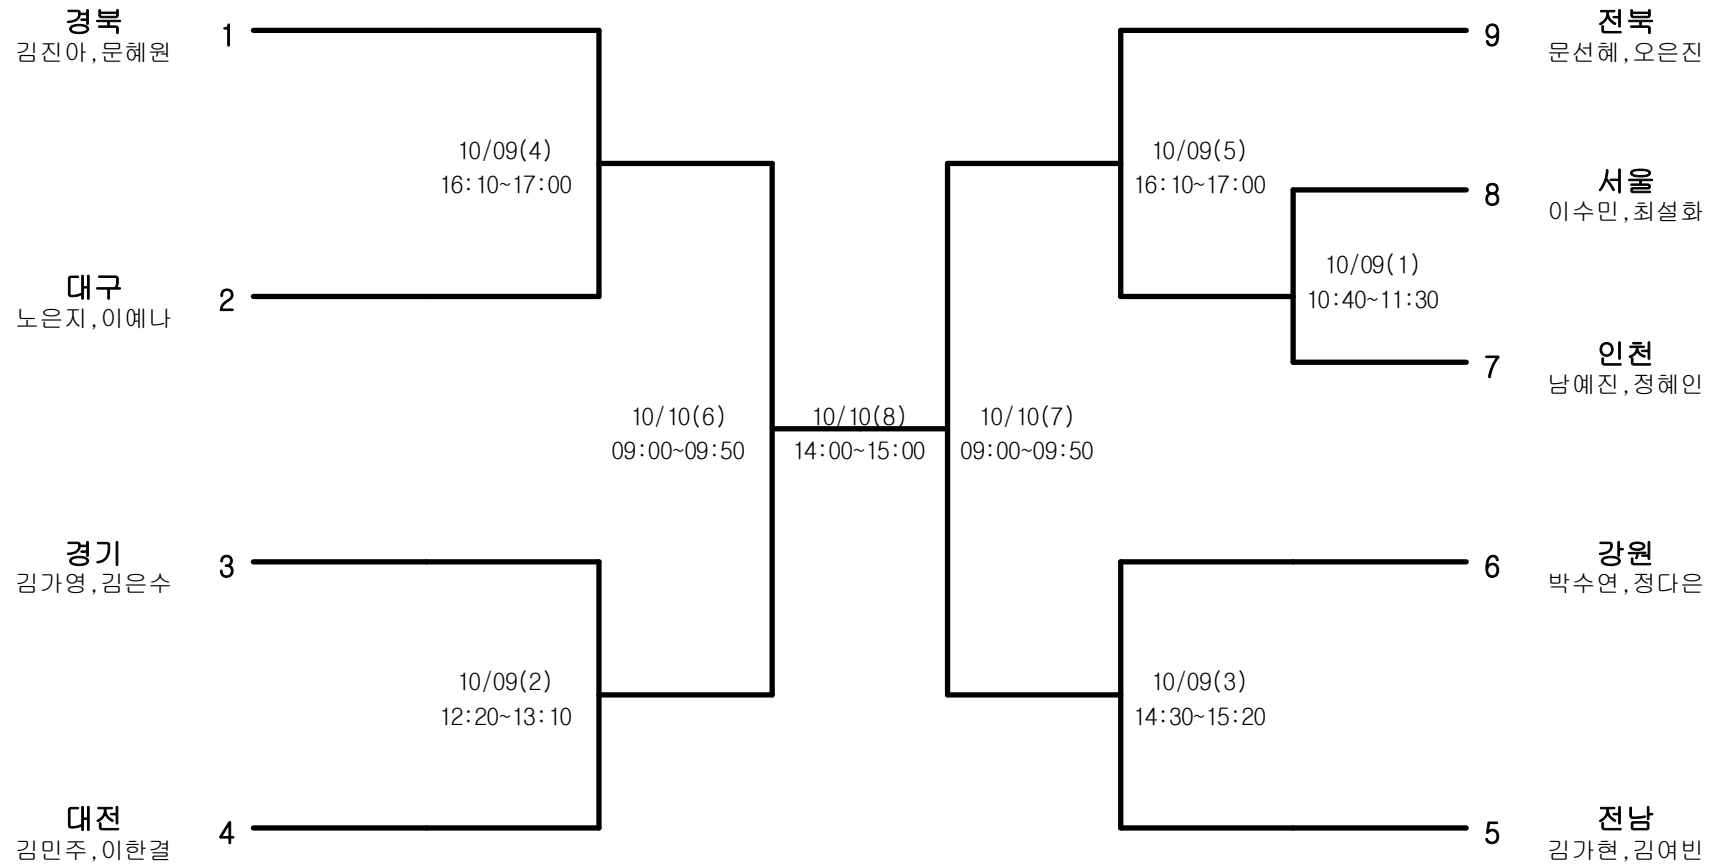 경북
김진아,문혜원
1
10/09(4)
16:10~17:00
대구
노은지,이예나
2
10/10(6)
09:00~09:50
경기
김가영,김은수
3
10/09(2)
12:20~13:10
대전
김민주,이한결
4
10/10(8)
14:00~15:00
9
전북
문선혜,오은진
10/09(5)
16:10~17:00
8
서울
이수민,최설화
10/09(1)
10:40~11:30
7
인천
남예진,정혜인
10/10(7)
09:00~09:50
6
강원
박수연,정다은
10/09(3)
14:30~15:20
5
전남
김가현,김여빈